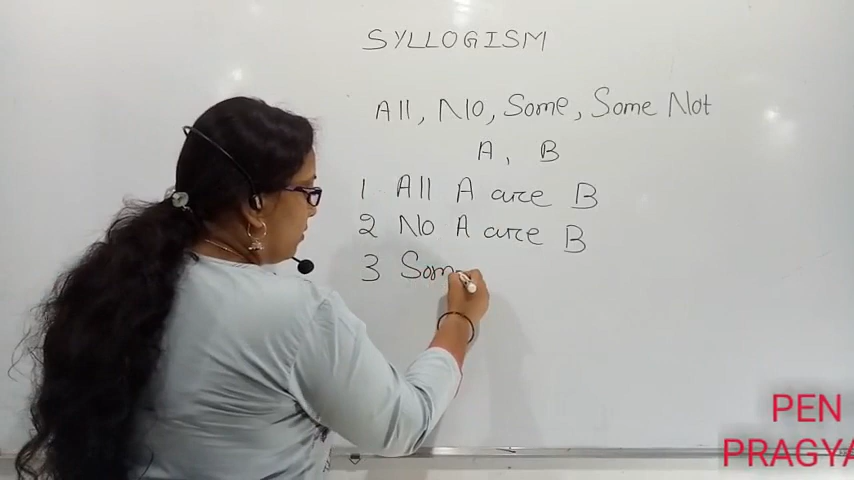 SYLLOGISM
All, No, Some, Some Not
A, B
1 All A are B
2 No A are B
3 Som
PEN
PRAGYA